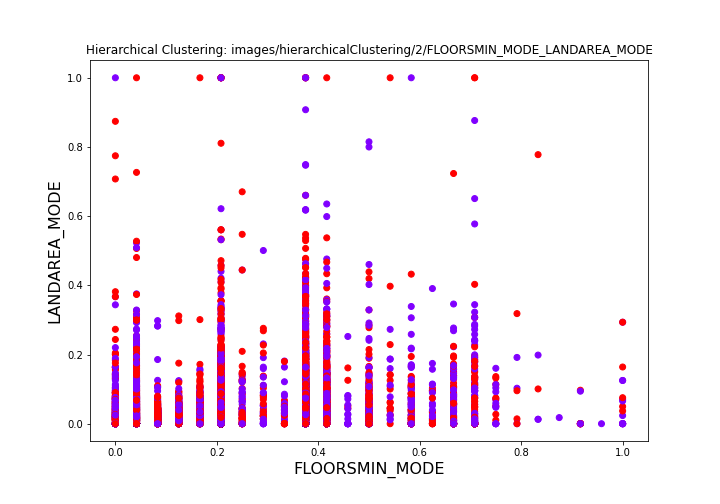 Hierarchical Clustering: images/hierarchicalClustering/2/FLOORSMIN_MODE_LANDAREA_MODE
1.0
0.8
0.6
0.4
0.2
0.0
LANDAREA_MODE
0.0 0.2 0.4 0.6 0.8 1.0
FLOORSMIN_MODE